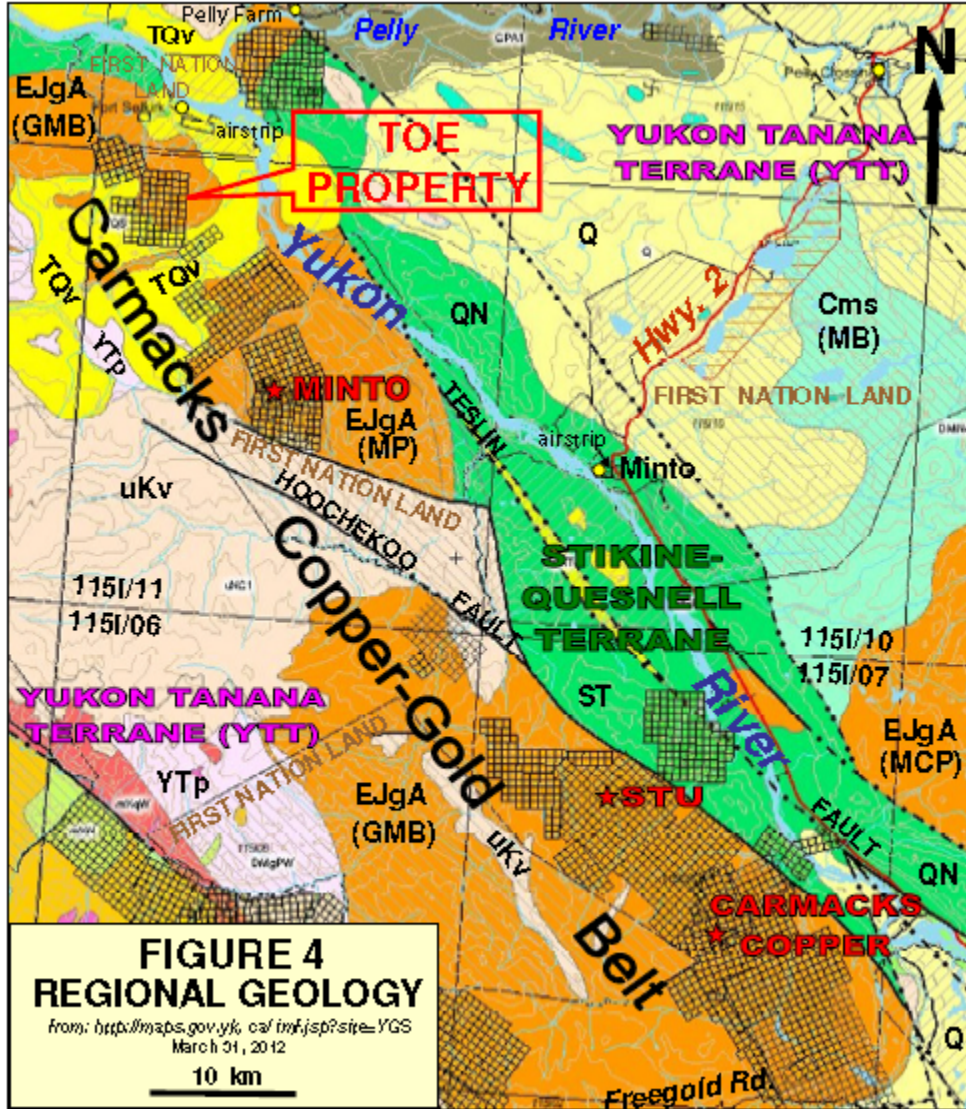 Pelly Farm
TQv
Pelly River
CPA1
N
FIRST NATION
LAND
EJgA
(GMB)
Pelly Crossing
airstrip
TOE
PROPERTY
YUKON TANANA
TERRANE (YTT)
Carmacks
Copper-Gold
Belt
Yukon
River
Q
Q
TQv
TQv
QN
Hwy. 2
Cms
(MB)
YTp
MINTO
EJgA
(MP)
TESLIN
FIRST NATION LAND
airstrip
Minto
FIRST NATION LAND
uKv
HOOCHEKOO
FAULT
STIKINE-
QUESNELL
TERRANE
115I/11
115I/06
115I/10
115I/07
ST
YUKON TANANA
TERRANE (YTT)
YTp
FIRST NATION LAND
EJgA
(GMB)
uKv
STU
EJgA
(MCP)
FAULT
QN
CARMACKS
COPPER
DMgPW
Q
FIGURE 4
REGIONAL GEOLOGY
from: http://maps.gov.yk, ca/ imf.jsp?site=YGS
March 31, 2012
10 km
Freegold Rd.